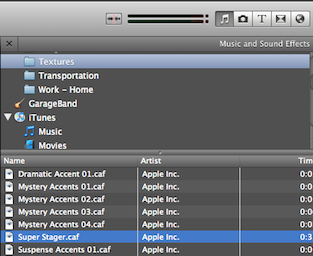 T
Music and Sound Effects
Textures
Transportation
Work - Home
GarageBand
iTunes
Music
Movies
Name Artist Tim
Dramatic Accent 01.caf Apple Inc. 0:0
Mystery Accents 01.caf Apple Inc. 0:0
Mystery Accents 02.caf Apple Inc. 0:0
Mystery Accents 03.caf Apple Inc. 0:0
Mystery Accents 04.caf Apple Inc. 0:0
Super Stager.caf Apple Inc. 0:3
Suspense Accents 01.caf Apple Inc. 0:0